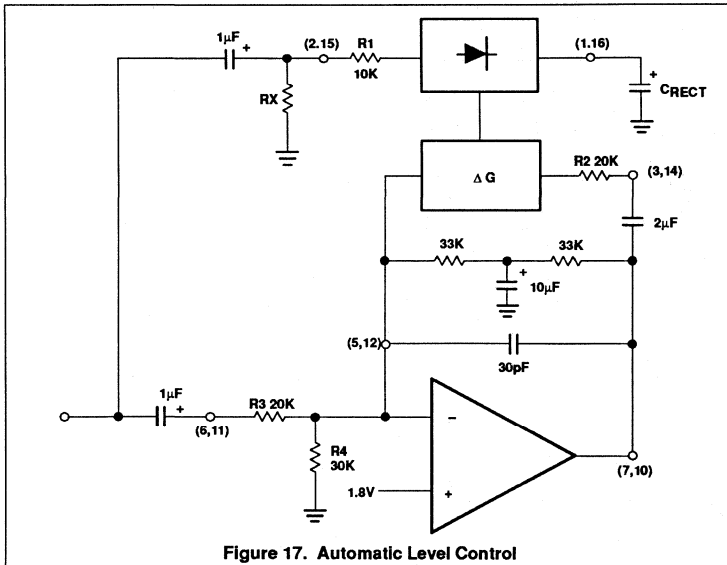 1µF
+
(2.15)
R1
10K
(1.16)
+
CRECT
RX
Δ G
R2 20K
(3,14)
2µF
33K
33K
+
10µF
(5,12)
30pF
1µF
+
R3 20K
(6,11)
R4
30K
−
1.8V
+
(7,10)
Figure 17. Automatic Level Control